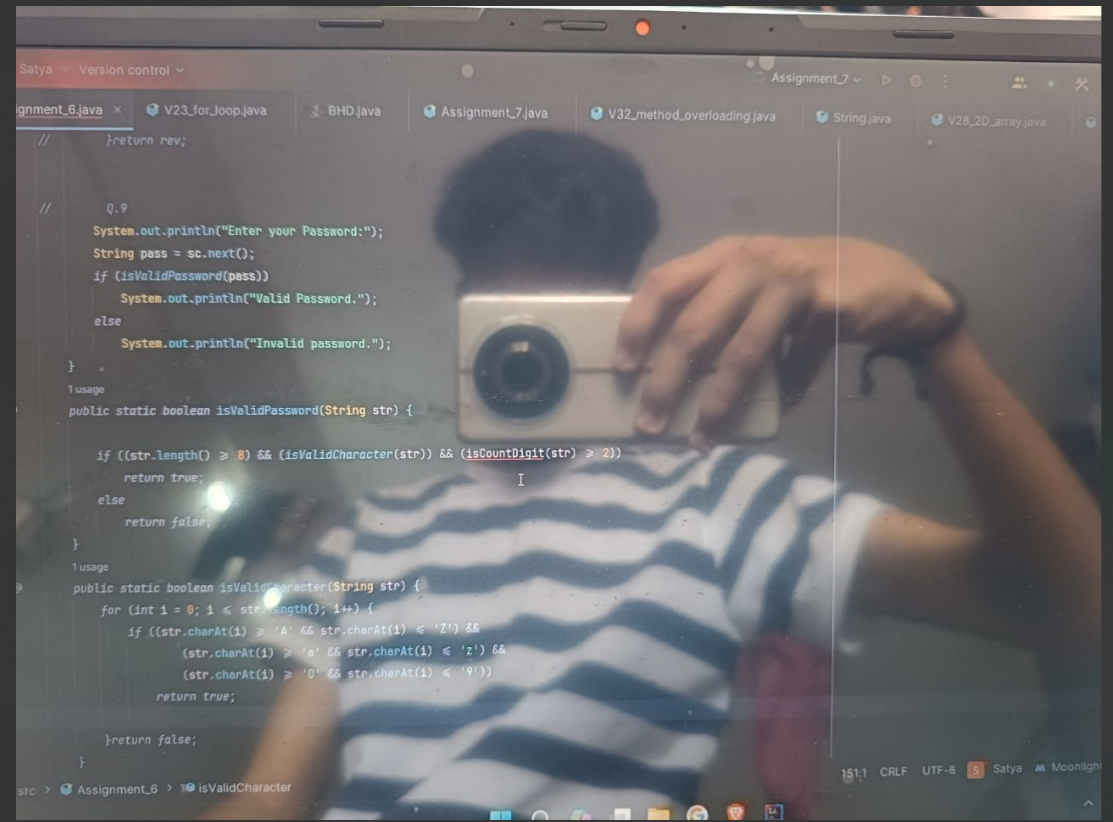 Satya Version control Assignment_7
ignment_6.java × V23_for_loop.java BHD.java Assignment_7.java V32_method_overloading.java String.java V28_2D_array.java
// }return rev;
// Q.9
System.out.println("Enter your Password:");
String pass = sc.next();
if (isValidPassword(pass))
System.out.println("Valid Password.");
else
System.out.println("Invalid password.");
}
1 usage
public static boolean isValidPassword(String str) {
if ((str.length() ≥ 8) && (isValidCharacter(str)) && (isCountDigit(str) ≥ 2))
return true;
else
return false;
}
1 usage
public static boolean isValidCharacter(String str) {
for (int i = 0; i ≤ str.length(); i++) {
if ((str.charAt(i) ≥ 'A' && str.charAt(i) ≤ 'Z') &&
(str.charAt(i) ≥ 'a' && str.charAt(i) ≤ 'z') &&
(str.charAt(i) ≥ '0' && str.charAt(i) ≤ '9'))
return true;
}return false;
}
src > Assignment_6 > isValidCharacter 151:1 CRLF UTF-8 S Satya Moonligh